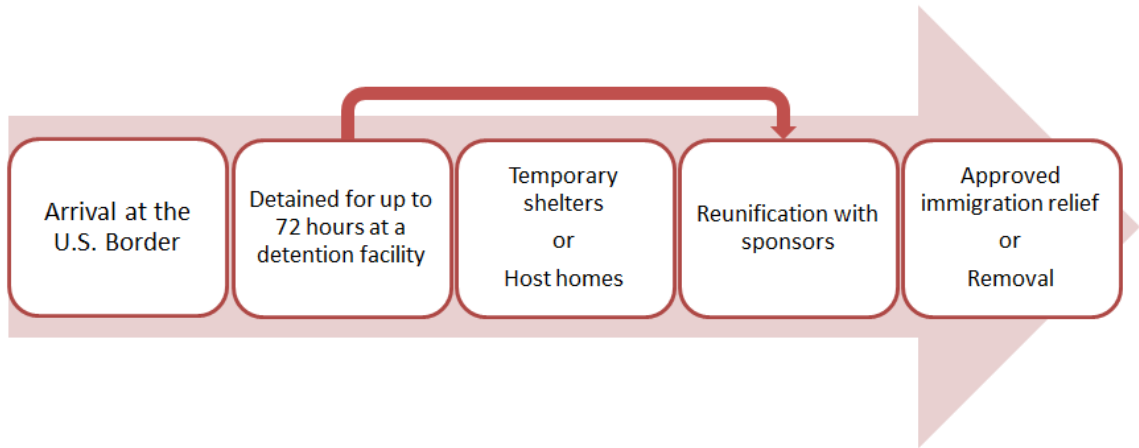 Arrival at the
U.S. Border
Detained for up to
72 hours at a
detention facility
Temporary
shelters
or
Host homes
Reunification with
sponsors
Approved
immigration relief
or
Removal